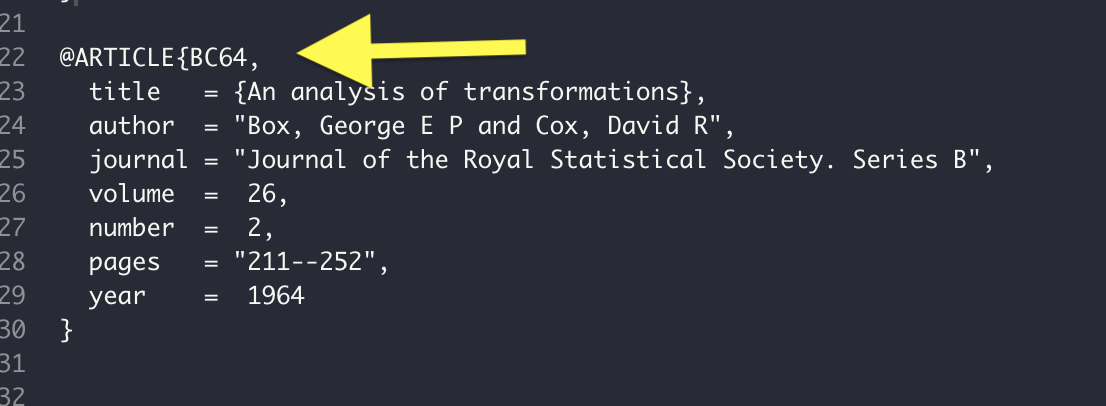 21
22 @ARTICLE{BC64,
23   title   = {An analysis of transformations},
24   author  = "Box, George E P and Cox, David R",
25   journal = "Journal of the Royal Statistical Society. Series B",
26   volume  =  26,
27   number  =  2,
28   pages   = "211--252",
29   year    =  1964
30 }
31
32